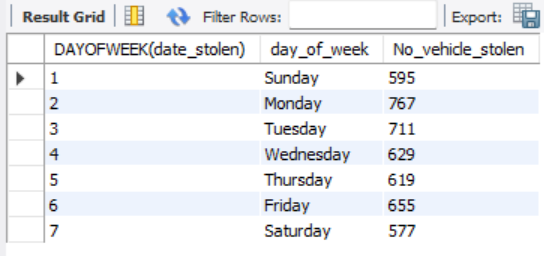 Result Grid Filter Rows: Export:
DAYOFWEEK(date_stolen) day_of_week No_vehicle_stolen
1 Sunday 595
2 Monday 767
3 Tuesday 711
4 Wednesday 629
5 Thursday 619
6 Friday 655
7 Saturday 577